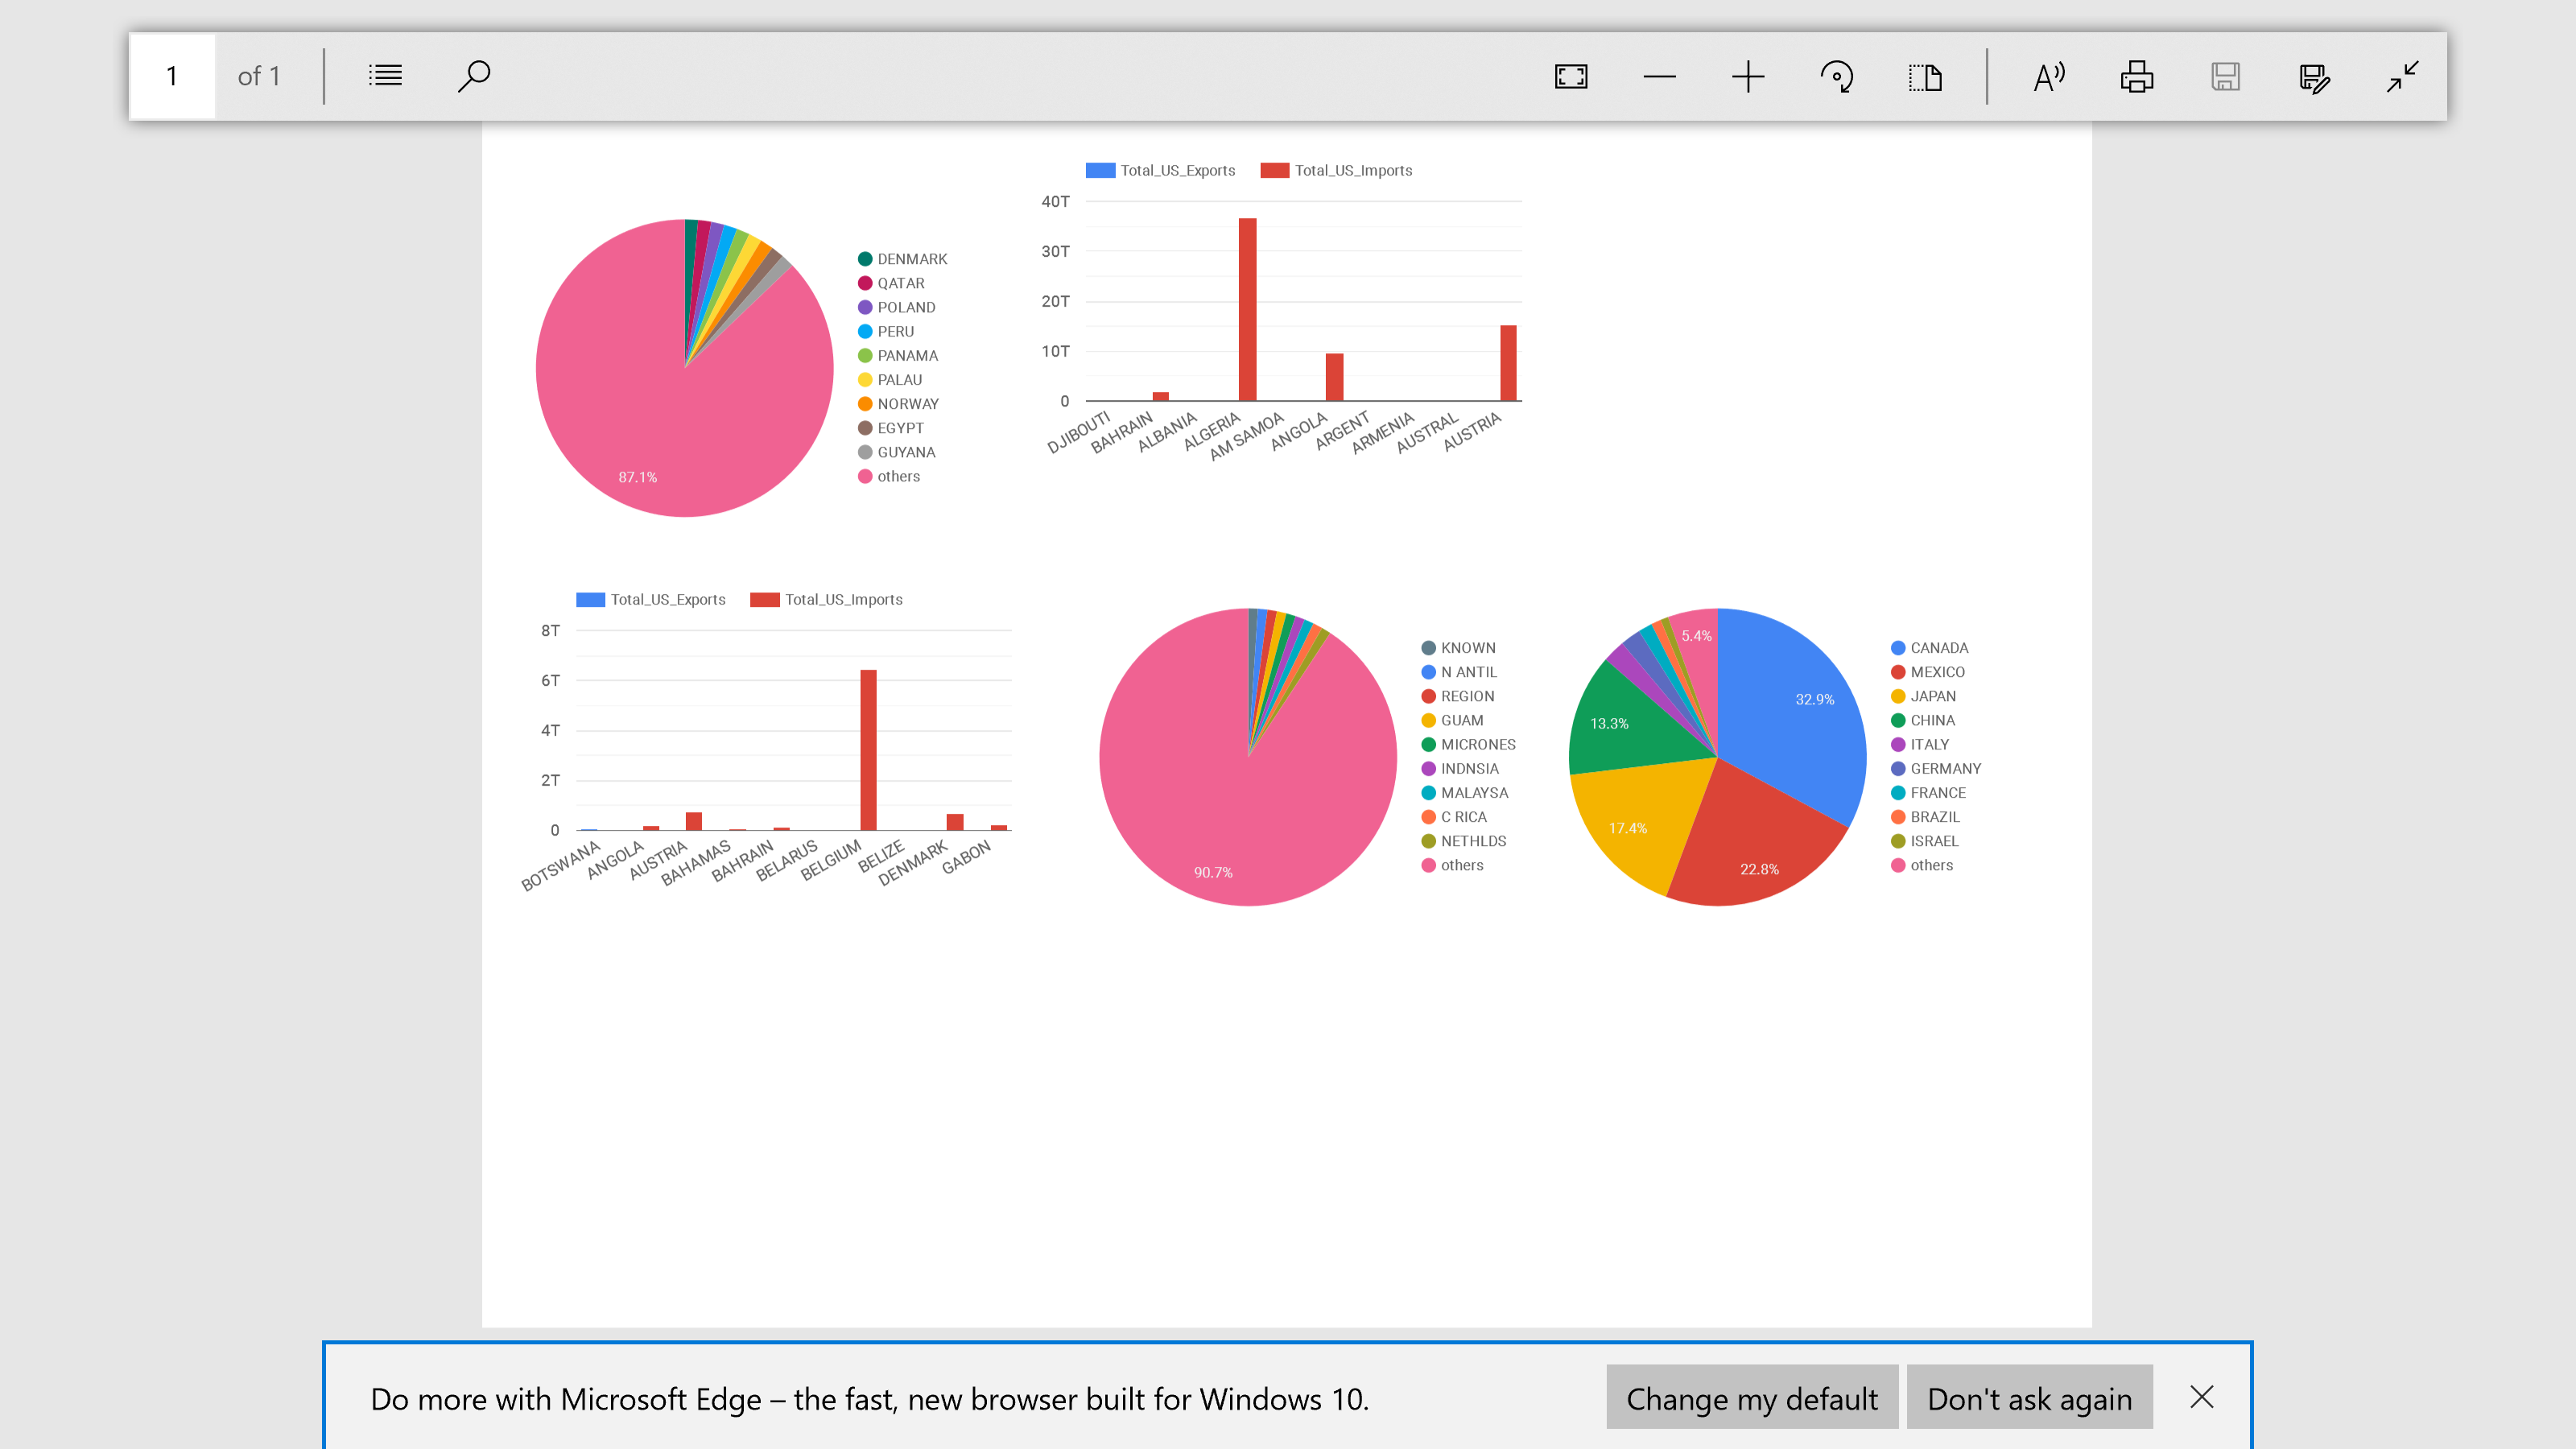 1 of 1
Total_US_Exports Total_US_Imports
40T
30T
20T
10T
0
DJIBOUTI
BAHRAIN
ALBANIA
ALGERIA
AM SAMOA
ANGOLA
ARGENT
ARMENIA
AUSTRAL
AUSTRIA
DENMARK
QATAR
POLAND
PERU
PANAMA
PALAU
NORWAY
EGYPT
GUYANA
others
87.1%
Total_US_Exports Total_US_Imports
8T
6T
4T
2T
0
BOTSWANA
ANGOLA
AUSTRIA
BAHAMAS
BAHRAIN
BELARUS
BELGIUM
BELIZE
DENMARK
GABON
KNOWN
N ANTIL
REGION
GUAM
MICRONES
INDNSIA
MALAYSA
C RICA
NETHLDS
others
90.7%
5.4%
32.9%
13.3%
17.4%
22.8%
CANADA
MEXICO
JAPAN
CHINA
ITALY
GERMANY
FRANCE
BRAZIL
ISRAEL
others
Do more with Microsoft Edge – the fast, new browser built for Windows 10.
Change my default
Don't ask again